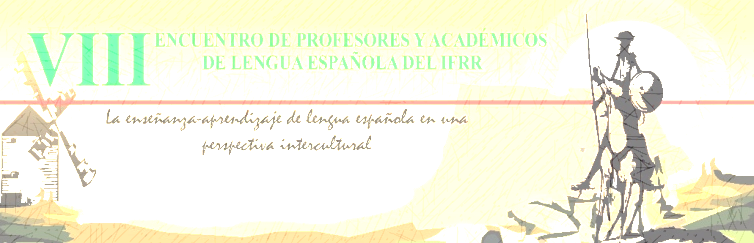 VIII ENCUENTRO DE PROFESORES Y ACADÉMICOS
DE LENGUA ESPAÑOLA DEL IFRR
La enseñanza-aprendizaje de lengua española en una
perspectiva intercultural